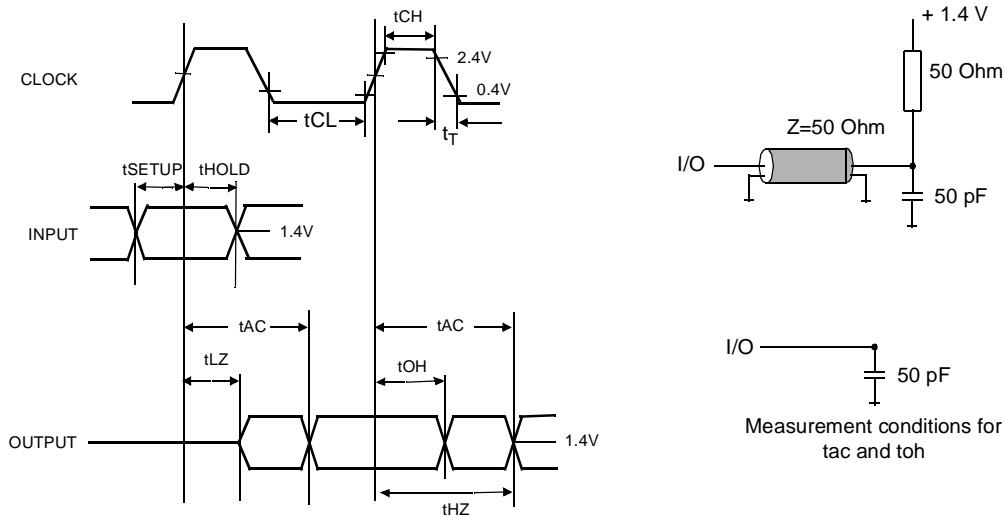 tCH
2.4V
0.4V
CLOCK
tCL
tT
tSETUP tHOLD
1.4V
INPUT
tAC tAC
tLZ tOH
OUTPUT
1.4V
tHZ
+ 1.4 V
50 Ohm
Z=50 Ohm
I/O
50 pF
I/O
50 pF
Measurement conditions for
tac and toh